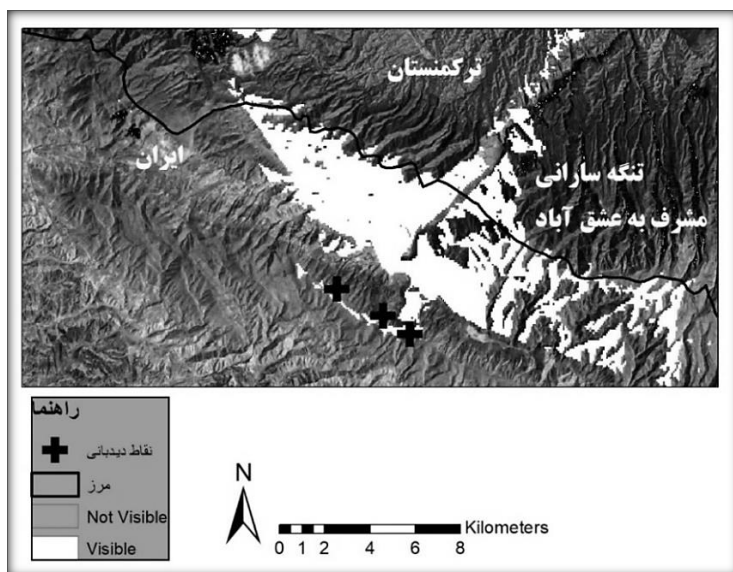 ترکمنستان
ایران
تنگه سارانی
مشرف به عشق آباد
راهنما
نقاط دیدبانی
مرز
Not Visible
Visible
N
Kilometers
0 1 2 4 6 8